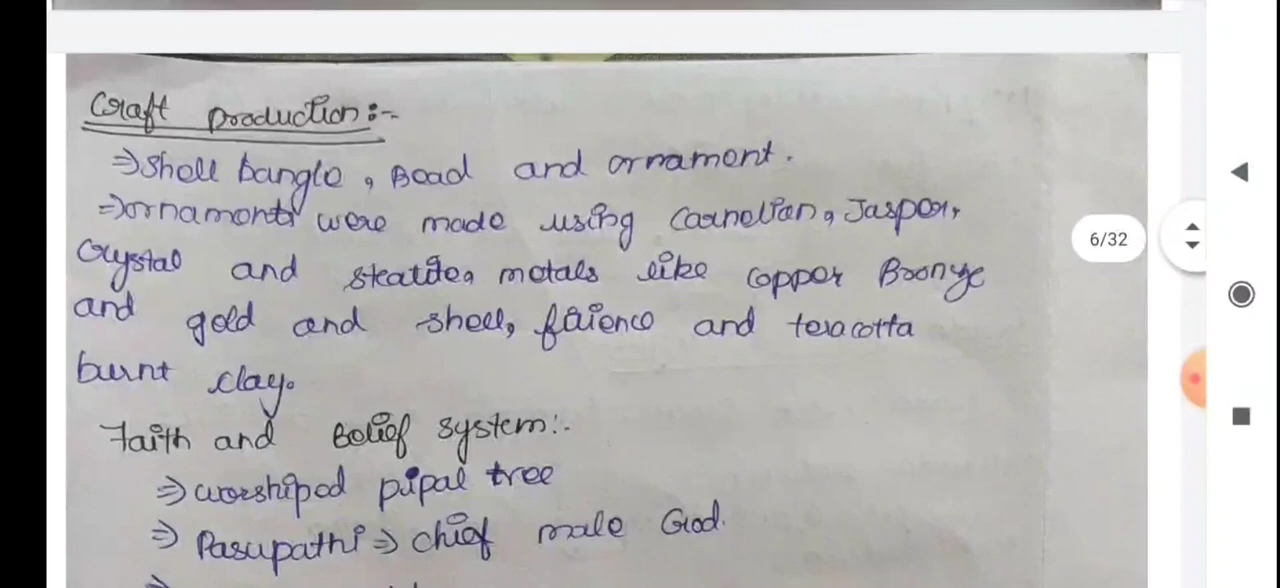 Craft production:-
⇒ Shell bangle, Bead and ornament.
⇒ ornaments were made using Carnelian, Jasper,
Crystal and steatite, metals like copper Bronze
and gold and shell, faience and teracotta
burnt clay.
6/32
Faith and Belief system:-
⇒ worshiped pipal tree
⇒ Pasupathi ⇒ chief male God.